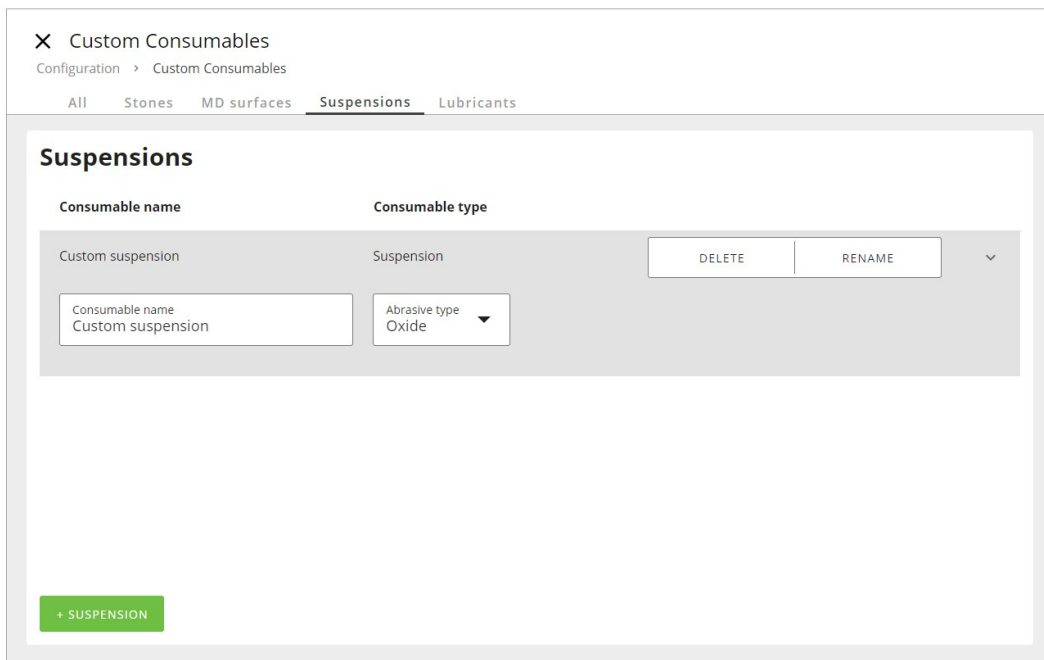 Custom Consumables
Configuration > Custom Consumables
All Stones MD surfaces Suspensions Lubricants
Suspensions
Consumable name Consumable type
Custom suspension Suspension DELETE RENAME
Consumable name Abrasive type
Custom suspension Oxide
+ SUSPENSION